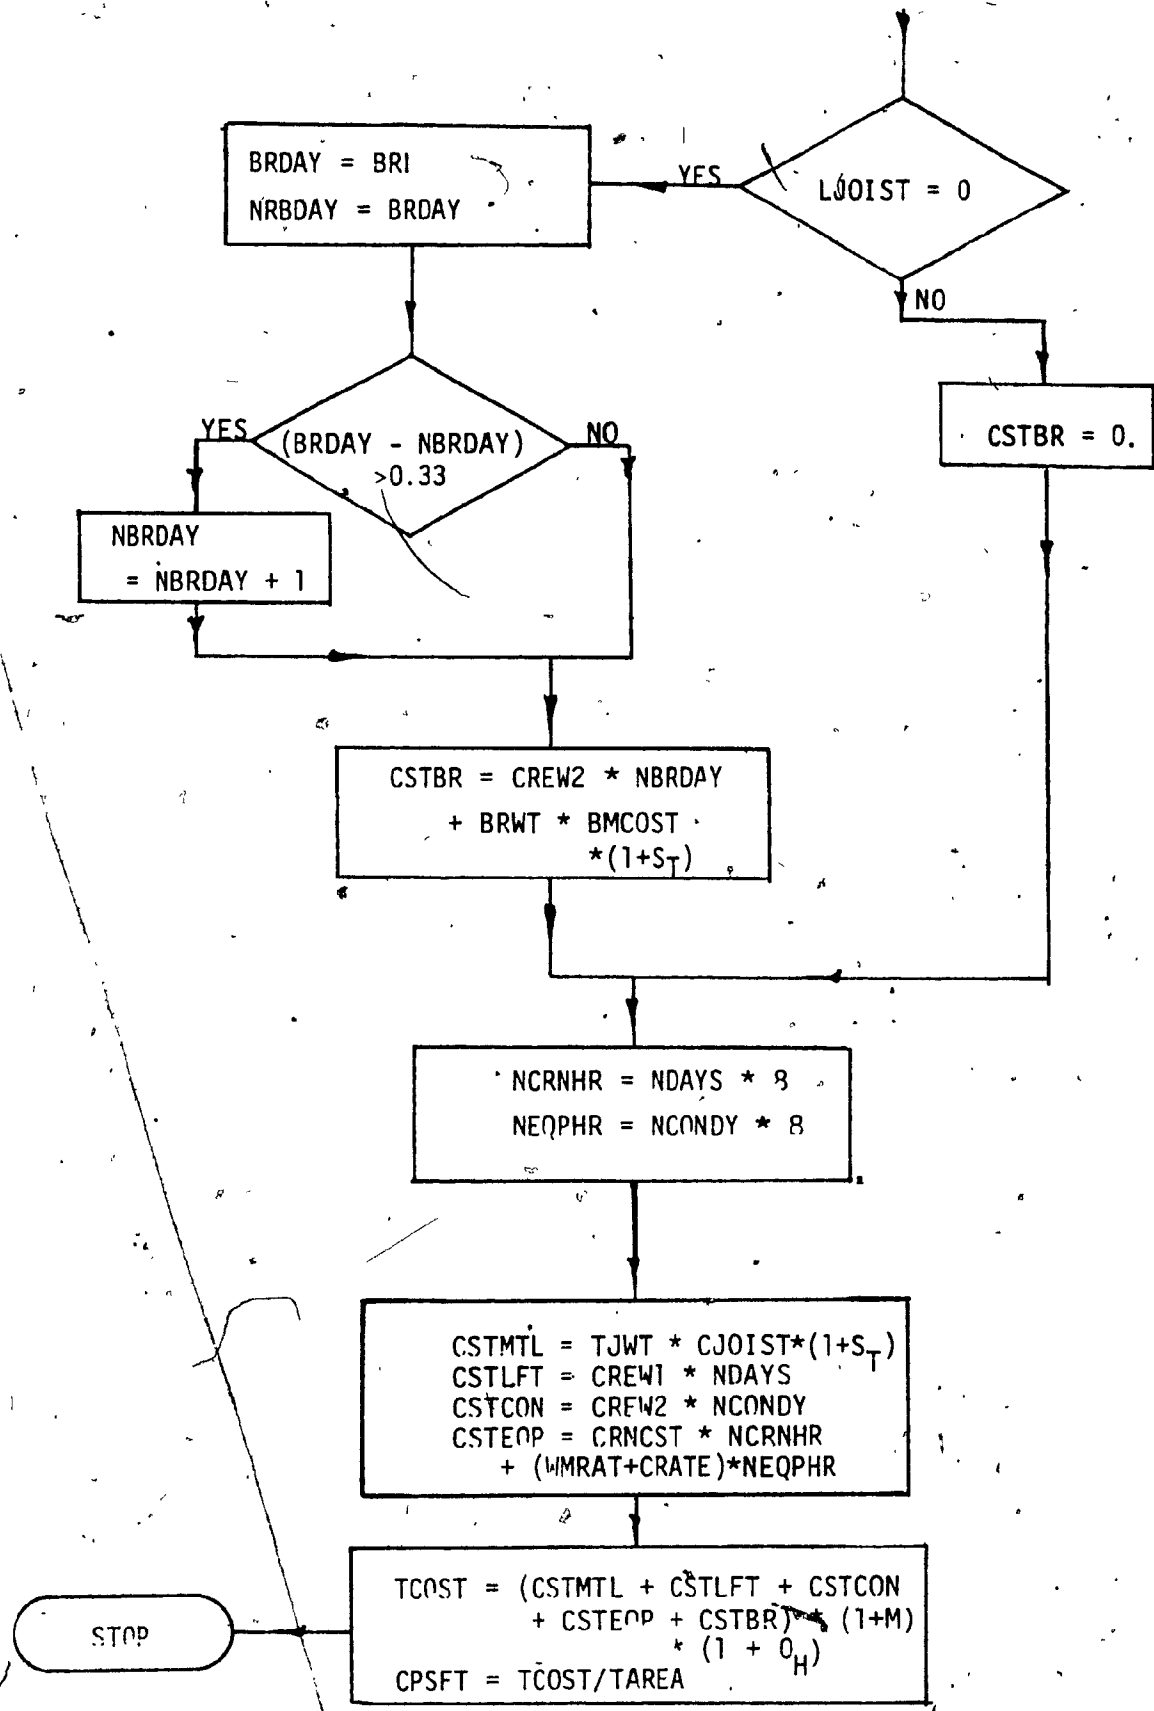 LJOIST = 0
YES
NO
BRDAY = BRI
NRBDAY = BRDAY
CSTBR = 0.
(BRDAY - NBRDAY)
>0.33
YES
NO
NBRDAY
= NBRDAY + 1
CSTBR = CREW2 * NBRDAY
+ BRWT * BMCOST
*(1+ST)
NCRNHR = NDAYS * 8
NEQPHR = NCONDY * 8
CSTMTL = TJWT * CJOIST*(1+ST)
CSTLFT = CREW1 * NDAYS
CSTCON = CREW2 * NCONDY
CSTEQP = CRNCST * NCRNHR
+ (WMRAT+CRATE)*NEQPHR
TCOST = (CSTMTL + CSTLFT + CSTCON
+ CSTEQP + CSTBR) * (1+M)
* (1 + OH)
CPSFT = TCOST/TAREA
STOP